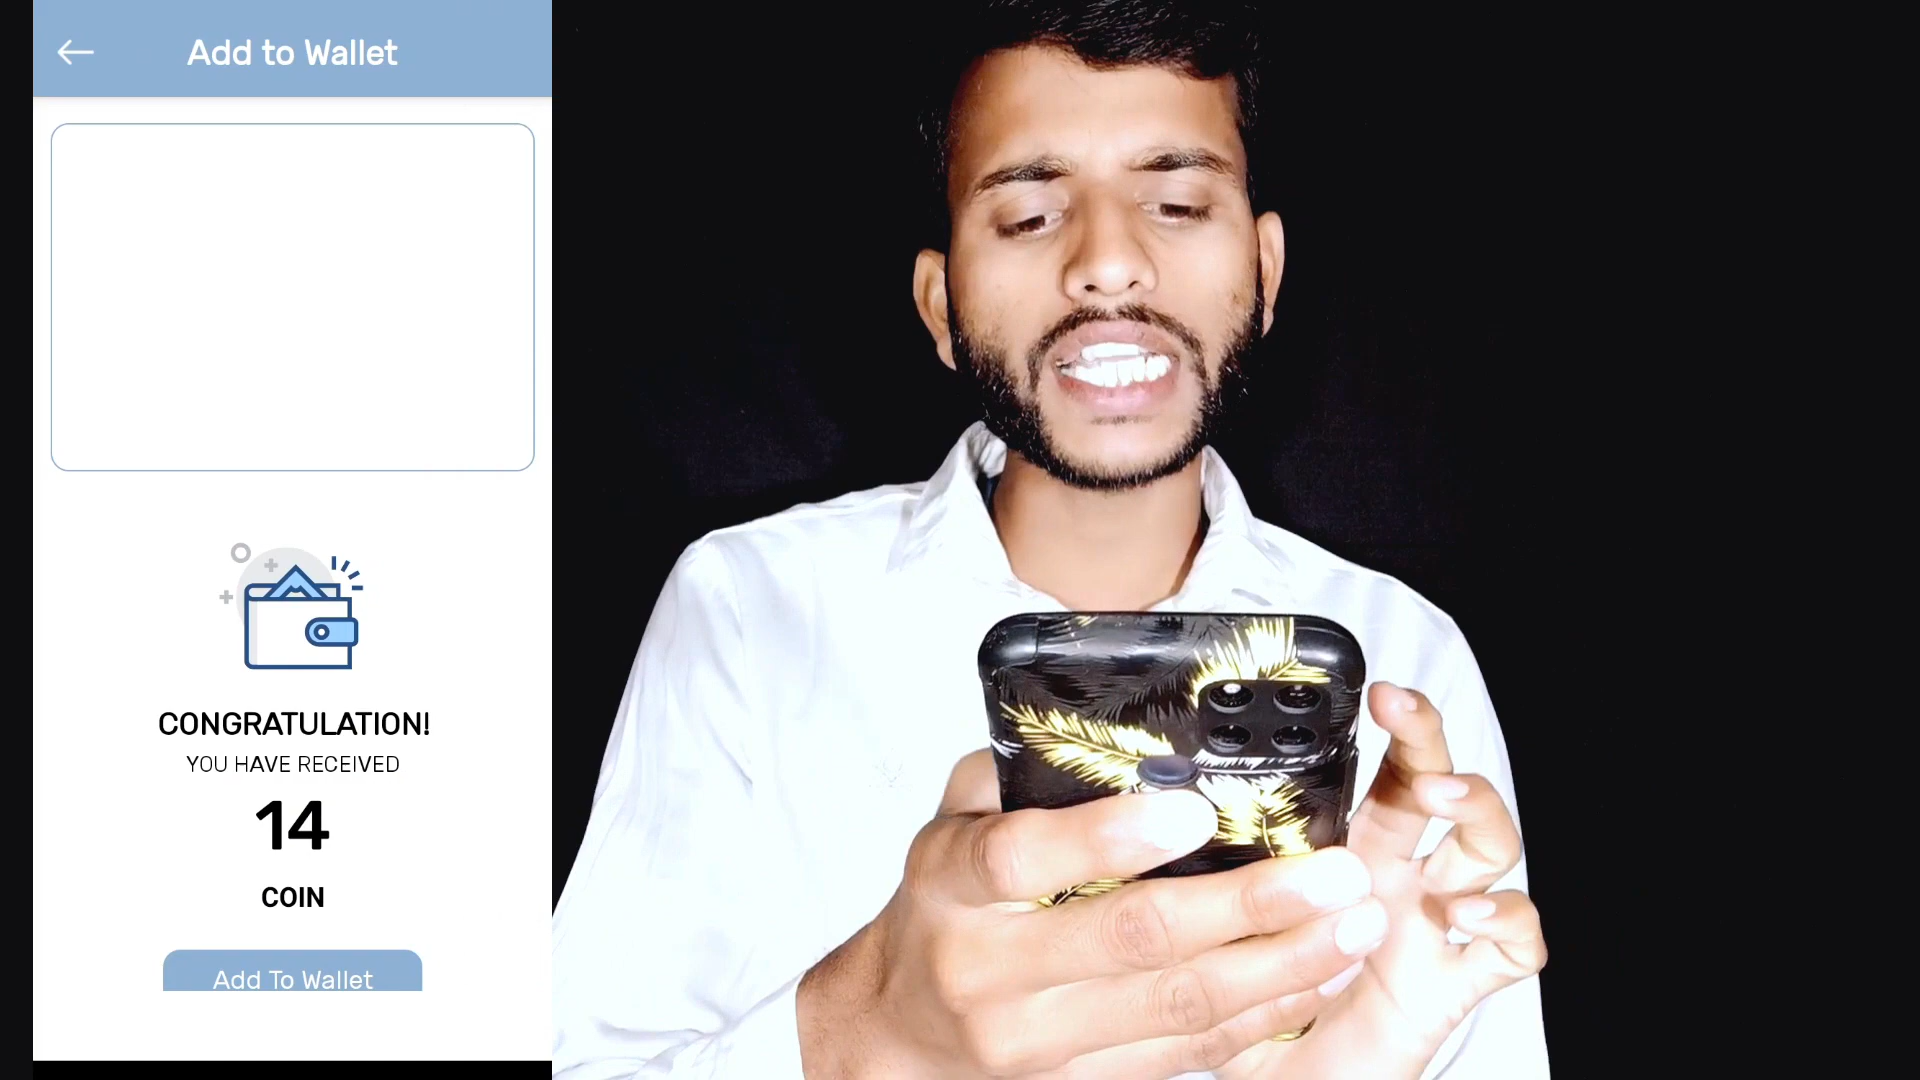 Add to Wallet
CONGRATULATION!
YOU HAVE RECEIVED
14
COIN
Add To Wallet